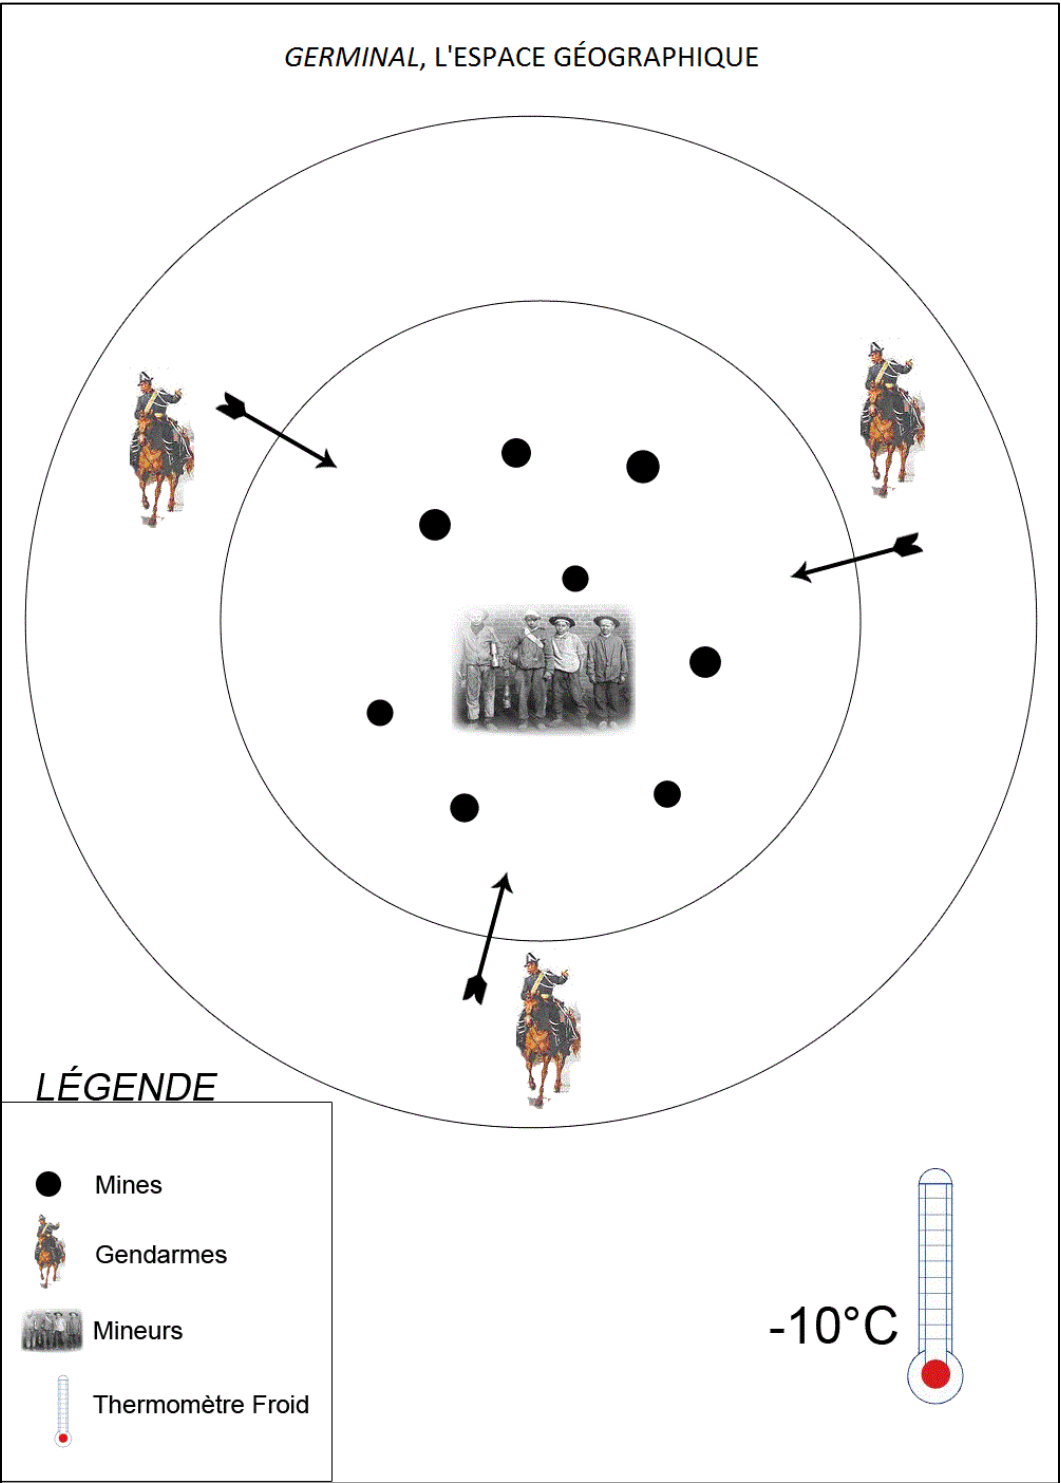 GERMINAL, L'ESPACE GÉOGRAPHIQUE
LÉGENDE
Mines
Gendarmes
Mineurs
Thermomètre Froid
-10°C